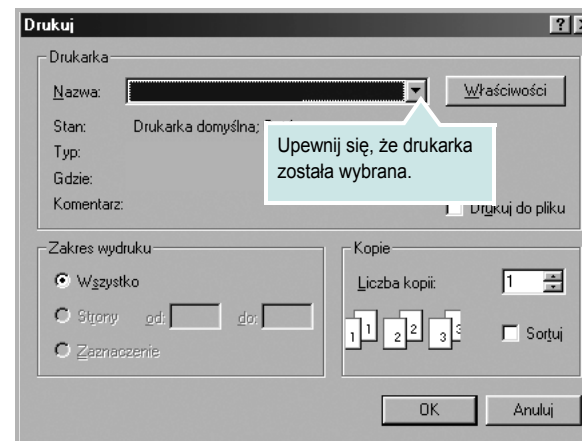 Drukuj
Drukarka
Nazwa:
Właściwości
Stan: Drukarka domyślna;
Upewnij się, że drukarka
została wybrana.
Typ:
Gdzie:
Komentarz:
Drukuj do pliku
Zakres wydruku
Wszystko
Strony od: do:
Zaznaczenie
Kopie
Liczba kopii: 1
1 1 2 2 3 3
Sortuj
OK Anuluj